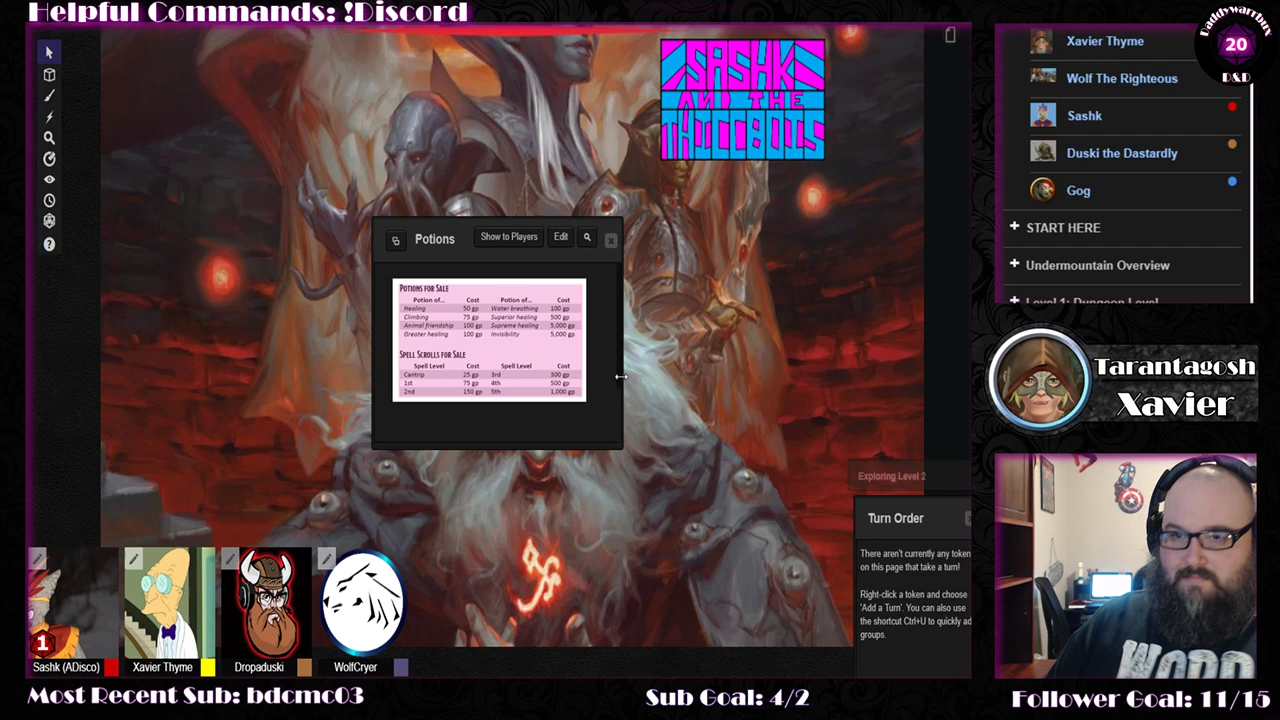 Helpful Commands: !Discord
Daddywarrbux
20
D&D
SASHK
AND THE
THICCBOIS
Xavier Thyme
Wolf The Righteous
Sashk
Duski the Dastardly
Gog
START HERE
Undermountain Overview
Level 1: Dungeon Level
Potions
Show to Players
Edit
POTIONS FOR SALE
Potion of... Cost Potion of... Cost
Healing 50 gp Water breathing 100 gp
Climbing 75 gp Superior healing 500 gp
Animal friendship 100 gp Supreme healing 5,000 gp
Greater healing 100 gp Invisibility 5,000 gp
SPELL SCROLLS FOR SALE
Spell Level Cost Spell Level Cost
Cantrip 25 gp 3rd 300 gp
1st 75 gp 4th 500 gp
2nd 150 gp 5th 1,000 gp
Tarantagosh
Xavier
Exploring Level 2
Turn Order
There aren't currently any token
on this page that take a turn!
Right-click a token and choose
'Add a Turn'. You can also use
the shortcut Ctrl+U to quickly ad
groups.
1
Sashk (ADisco)
Xavier Thyme
Dropaduski
WolfCryer
Most Recent Sub: bdcmc03
Sub Goal: 4/2
Follower Goal: 11/15